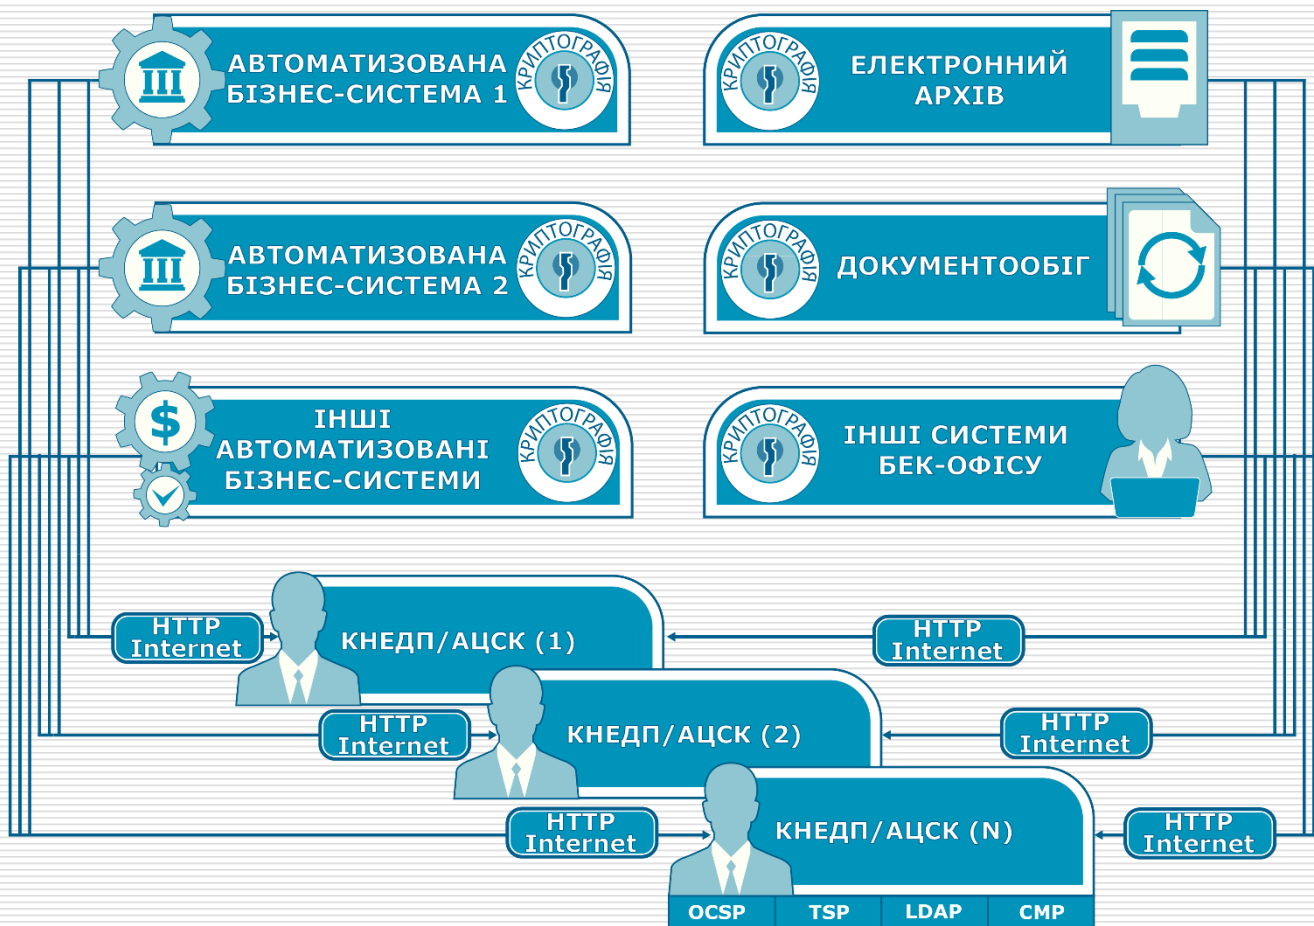 АВТОМАТИЗОВАНА
БІЗНЕС-СИСТЕМА 1
КРИПТОГРАФІЯ
КРИПТОГРАФІЯ
ЕЛЕКТРОННИЙ
АРХІВ
АВТОМАТИЗОВАНА
БІЗНЕС-СИСТЕМА 2
КРИПТОГРАФІЯ
КРИПТОГРАФІЯ
ДОКУМЕНТООБІГ
$
ІНШІ
АВТОМАТИЗОВАНІ
БІЗНЕС-СИСТЕМИ
КРИПТОГРАФІЯ
КРИПТОГРАФІЯ
ІНШІ СИСТЕМИ
БЕК-ОФІСУ
HTTP
Internet
КНЕДП/АЦСК (1)
HTTP
Internet
HTTP
Internet
КНЕДП/АЦСК (2)
HTTP
Internet
HTTP
Internet
КНЕДП/АЦСК (N)
HTTP
Internet
OCSP
TSP
LDAP
CMP